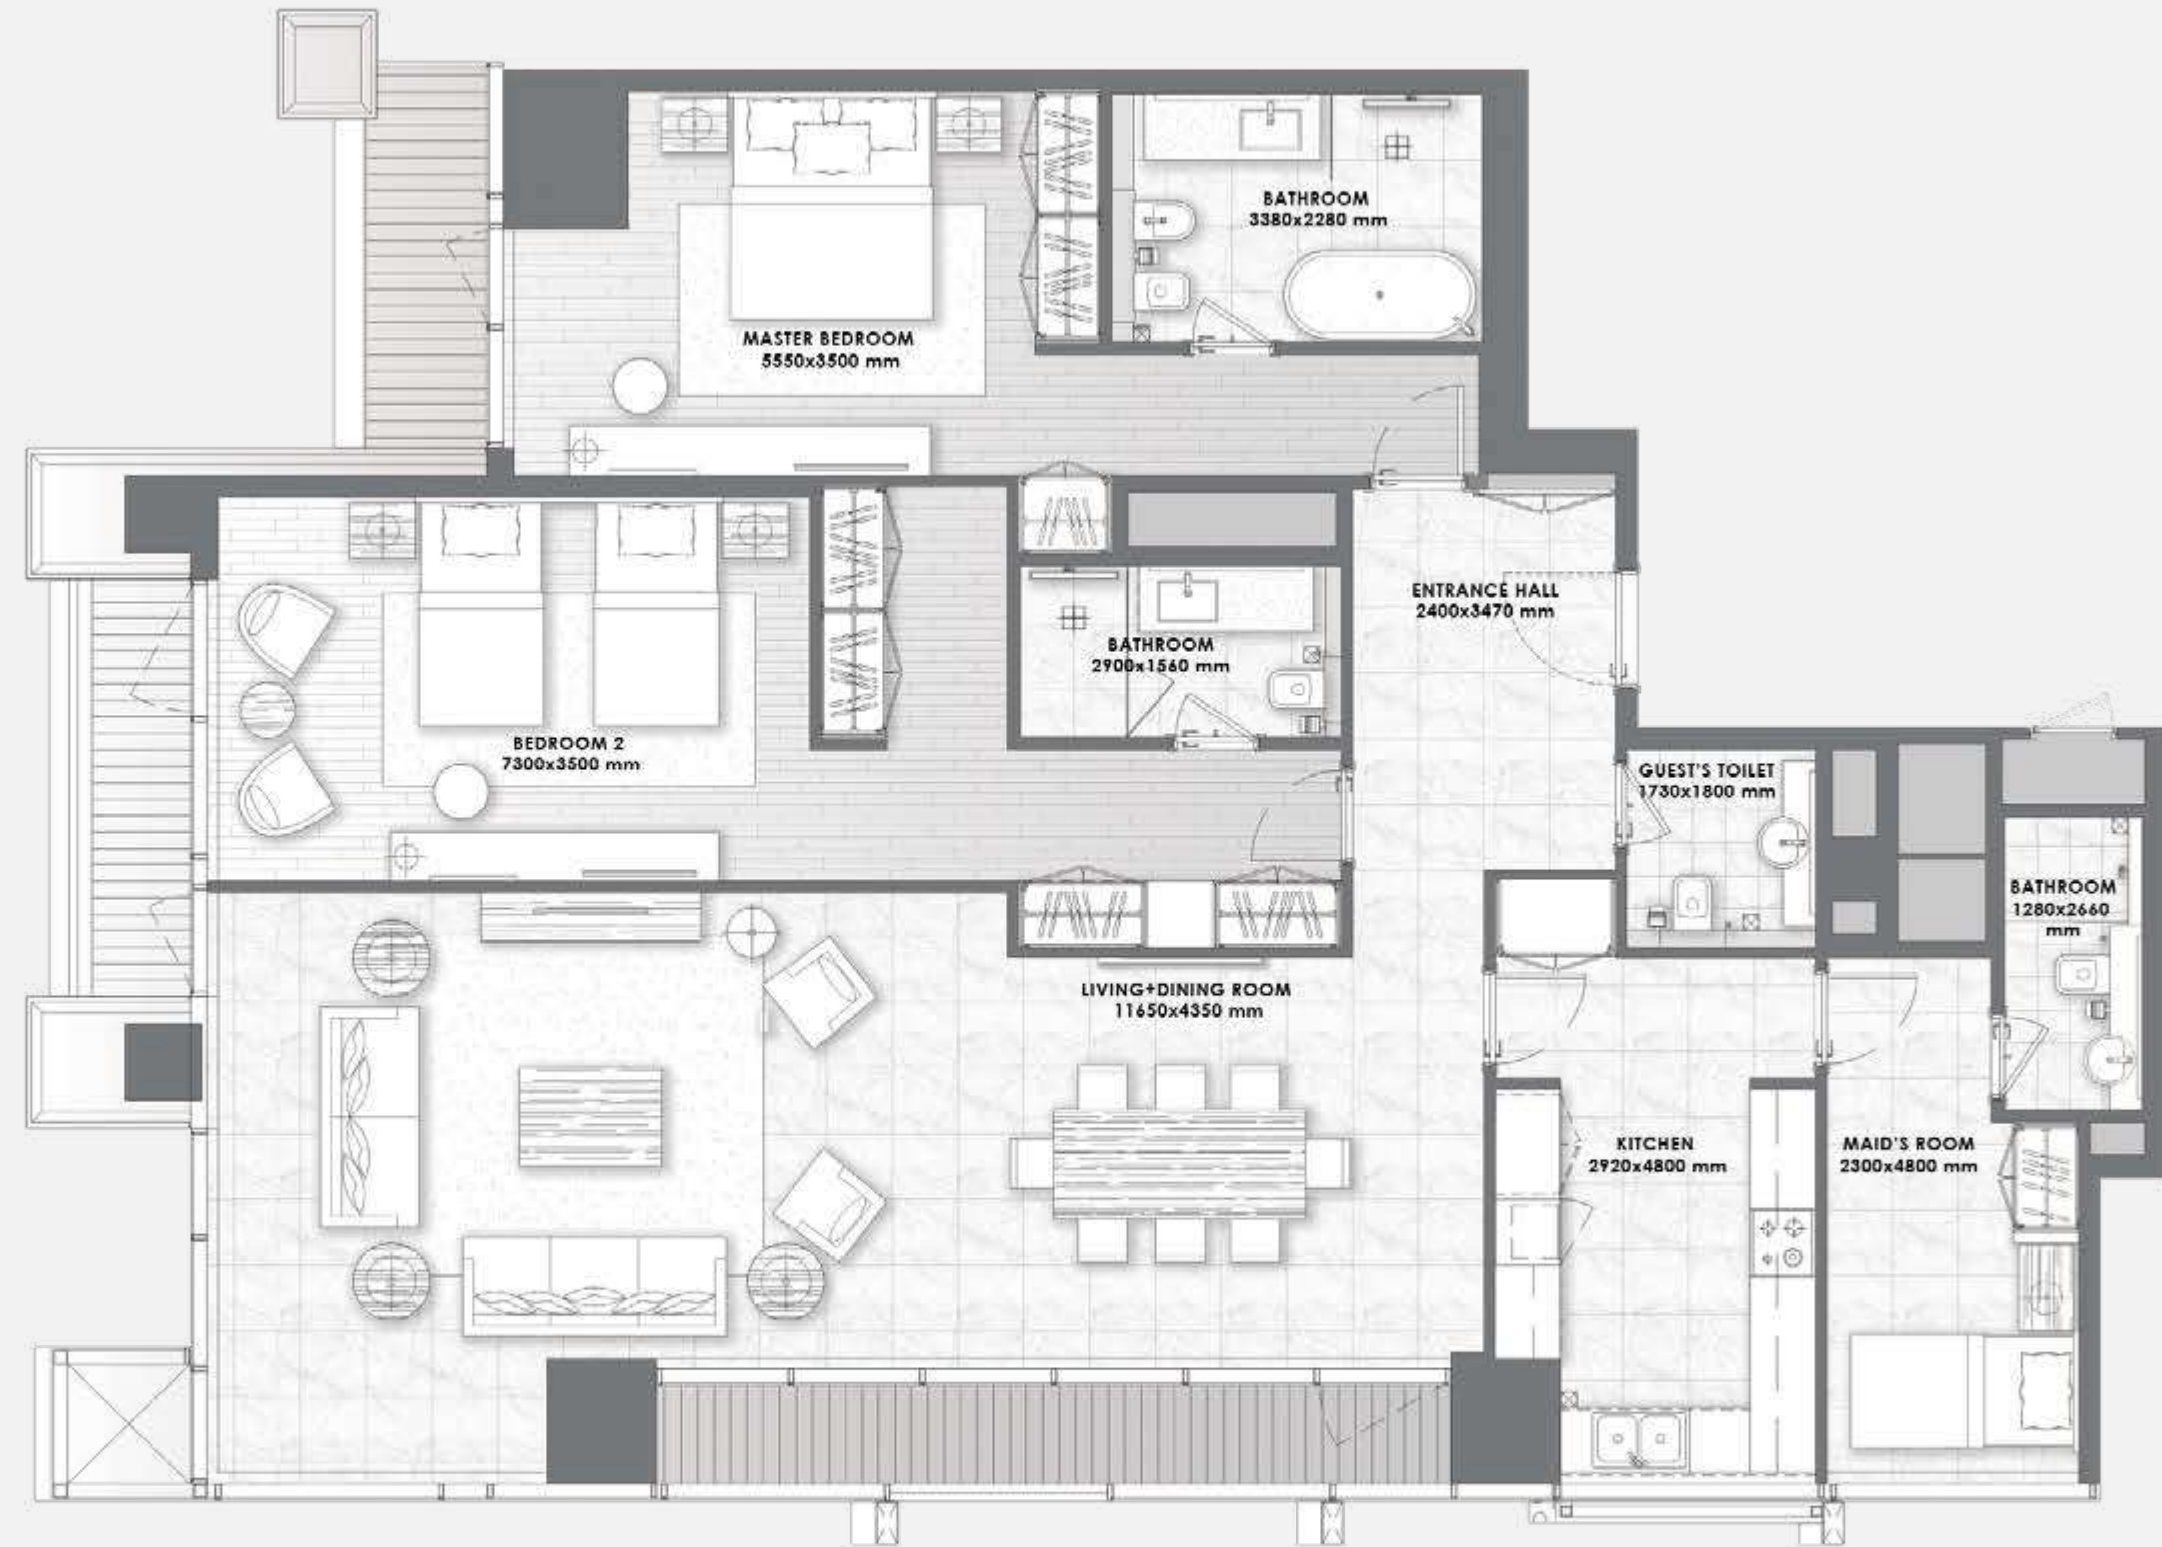 BATHROOM
3380x2280 mm
MASTER BEDROOM
5550x3500 mm
ENTRANCE HALL
2400x3470 mm
BATHROOM
2900x1560 mm
BEDROOM 2
7300x3500 mm
GUEST'S TOILET
1730x1800 mm
BATHROOM
1280x2660
mm
LIVING+DINING ROOM
11650x4350 mm
KITCHEN
2920x4800 mm
MAID'S ROOM
2300x4800 mm